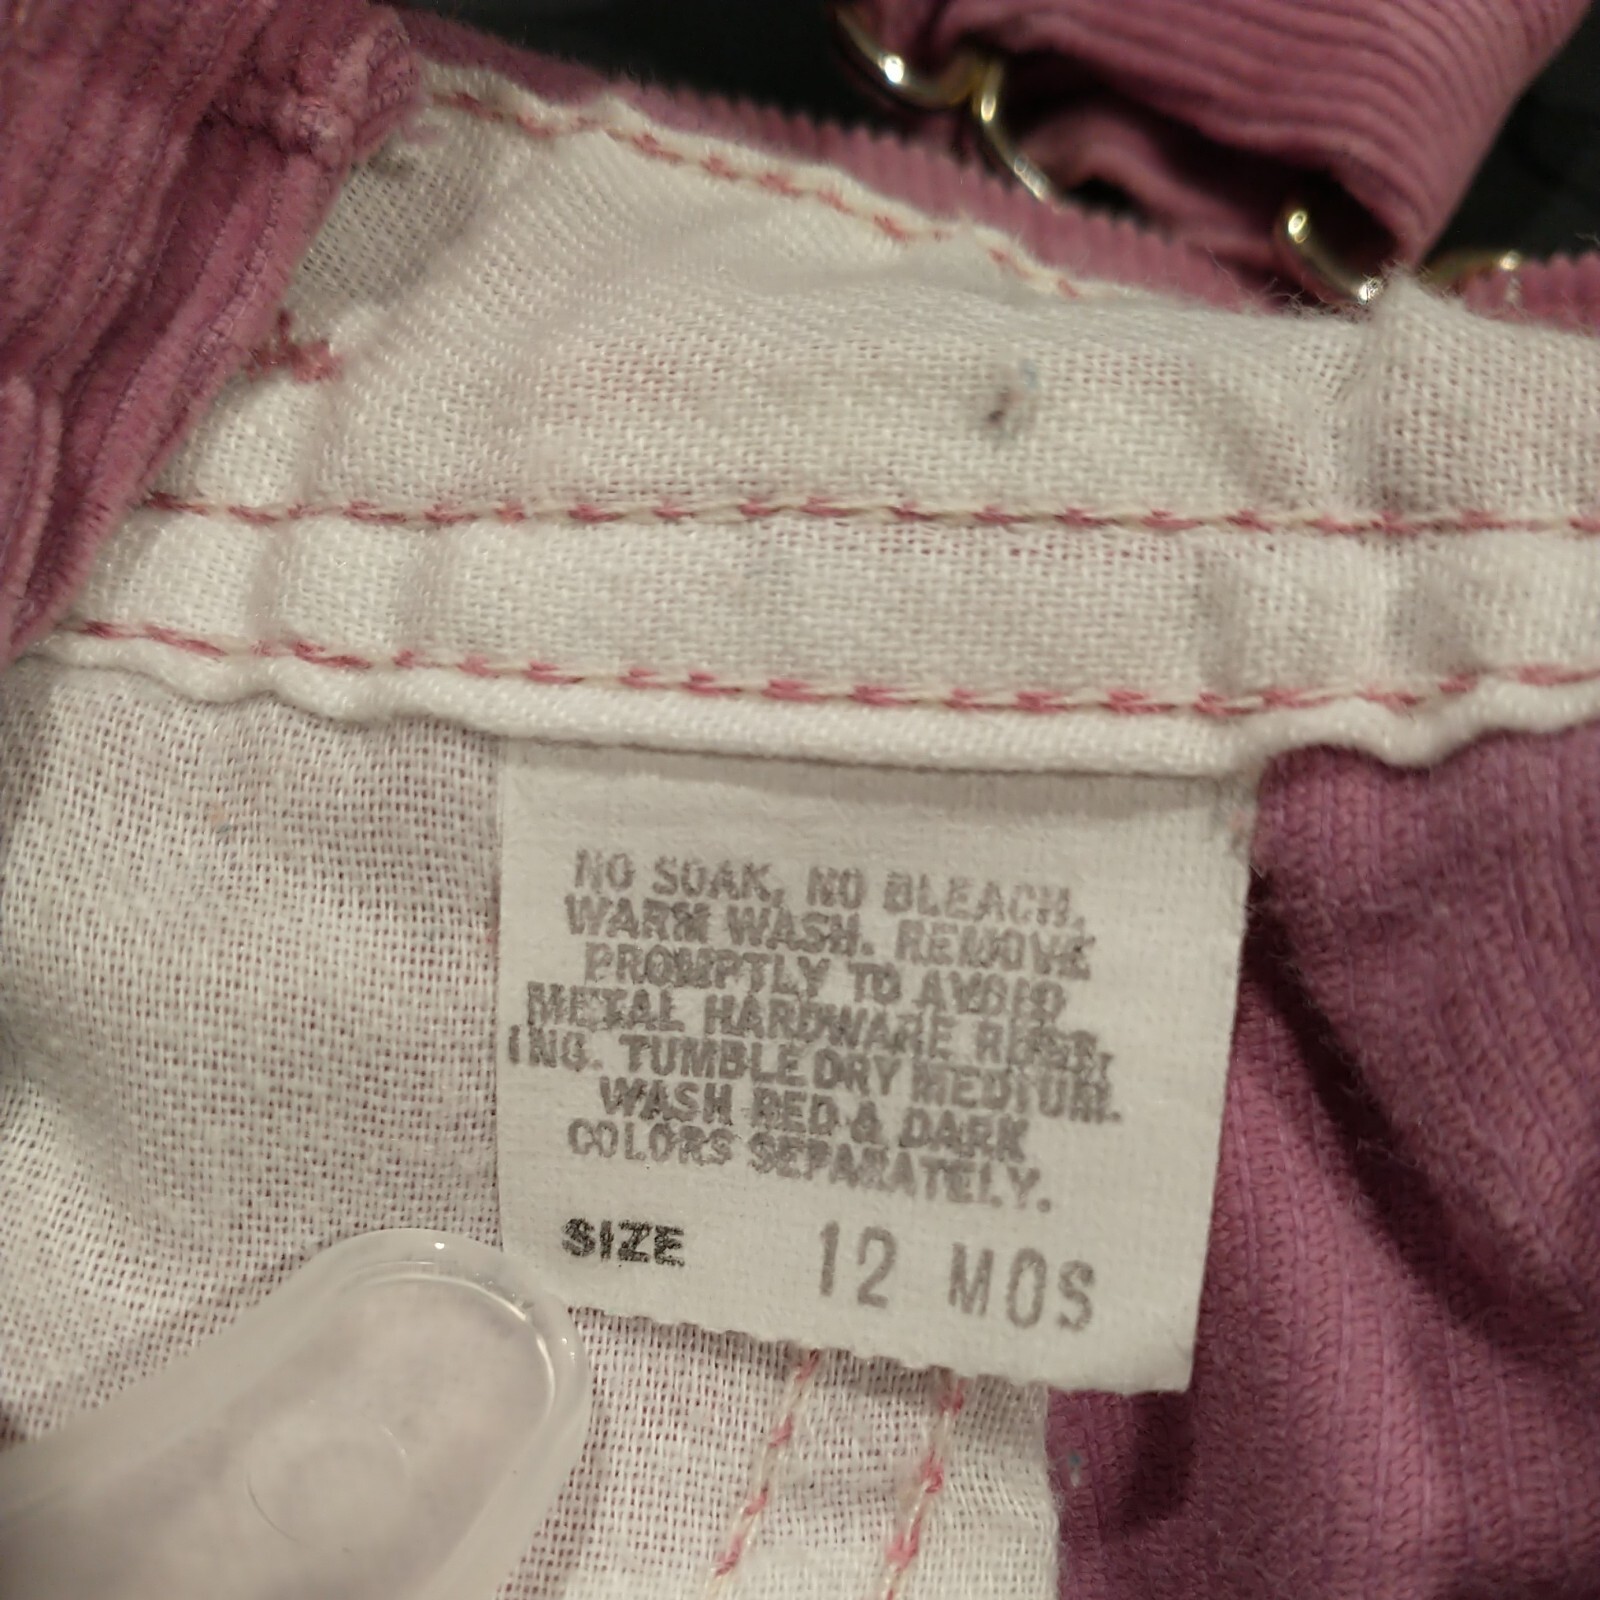 NO SOAK, NO BLEACH,
WARM WASH. REMOVE
PROMPTLY TO AVOID
METAL HARDWARE RUST,
ING. TUMBLE DRY MEDIUM.
WASH RED & DARK
COLORS SEPARATELY.
SIZE 12 MOS